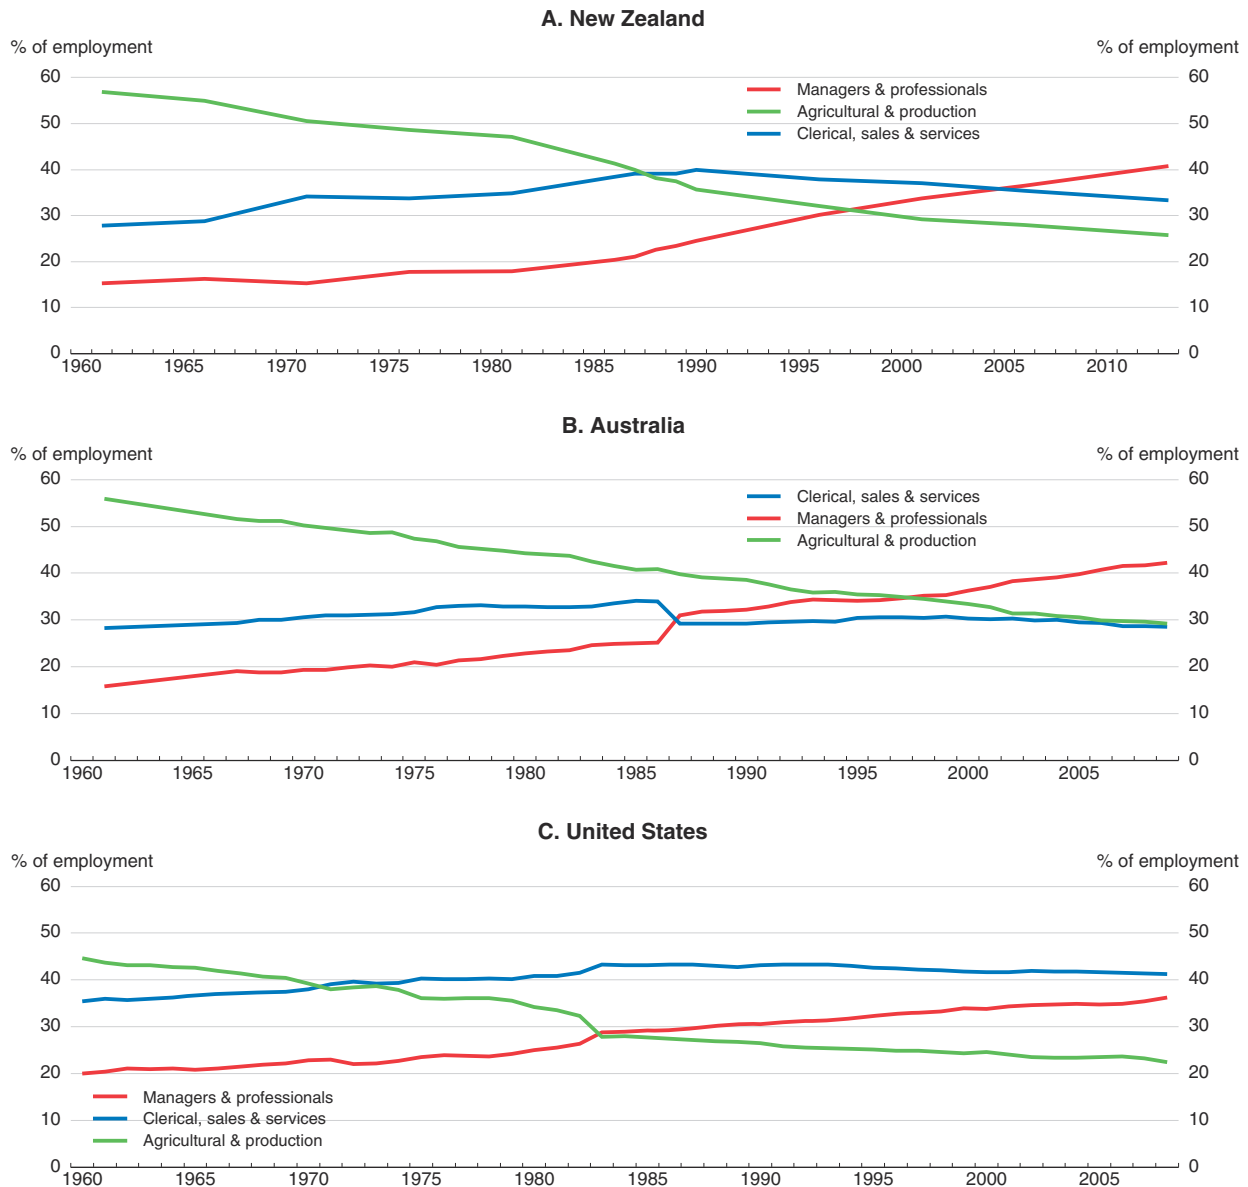 A. New Zealand
% of employment % of employment
60 60
Managers & professionals
50 Agricultural & production 50
Clerical, sales & services
40 40
30 30
20 20
10 10
0 0
1960 1965 1970 1975 1980 1985 1990 1995 2000 2005 2010
B. Australia
% of employment % of employment
60 60
Clerical, sales & services
50 Managers & professionals 50
Agricultural & production
40 40
30 30
20 20
10 10
0 0
1960 1965 1970 1975 1980 1985 1990 1995 2000 2005
C. United States
% of employment % of employment
60 60
50 50
40 40
30 30
20 20
Managers & professionals
10 Clerical, sales & services 10
Agricultural & production
0 0
1960 1965 1970 1975 1980 1985 1990 1995 2000 2005